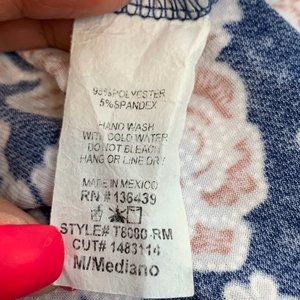 95%POLYESTER
5%SPANDEX
HAND WASH
WITH COLD WATER
DO NOT BLEACH
HANG OR LINE DRY
MADE IN MEXICO
RN # 136439
STYLE# T8080-RM
CUT# 1483114
M/Mediano